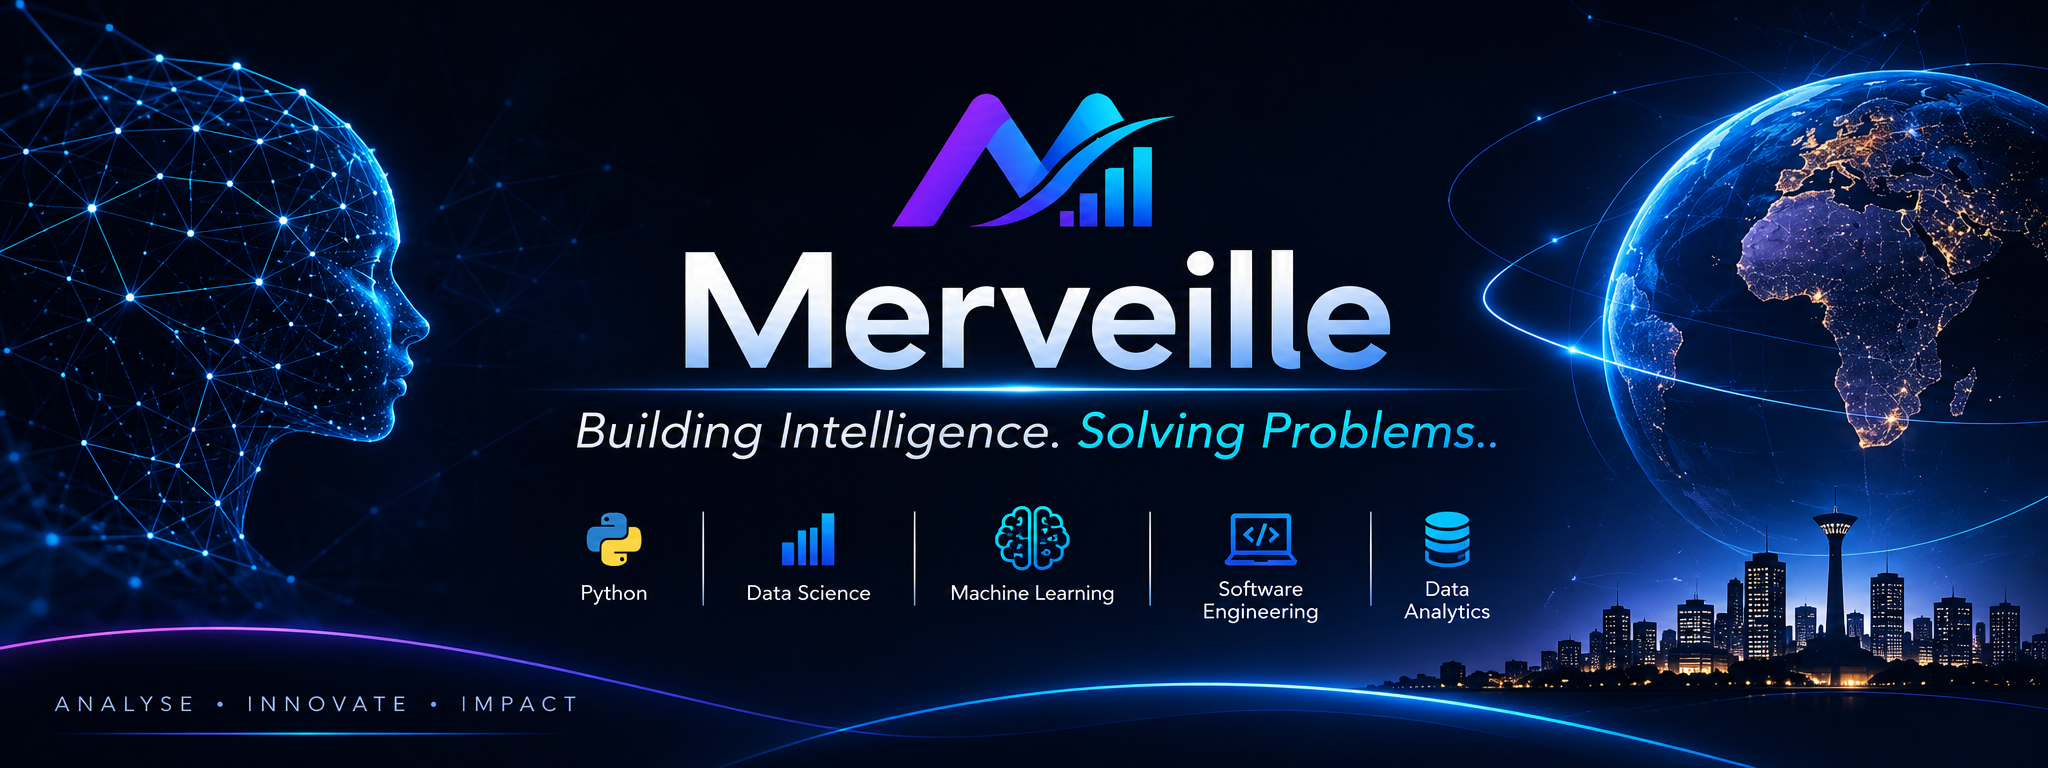 Merveille
Building Intelligence. Solving Problems..
Python
Data Science
Machine Learning
</>
Software
Engineering
Data
Analytics
ANALYSE • INNOVATE • IMPACT